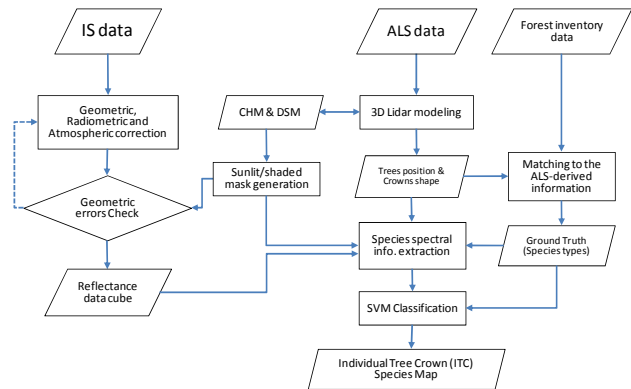 IS data
ALS data
Forest inventory
data
Geometric,
Radiometric and
Atmospheric correction
CHM & DSM
3D Lidar modeling
Sunlit/shaded
mask generation
Trees position &
Crowns shape
Matching to the
ALS-derived
information
Geometric
errors Check
Species spectral
info. extraction
Ground Truth
(Species types)
Reflectance
data cube
SVM Classification
Individual Tree Crown (ITC)
Species Map